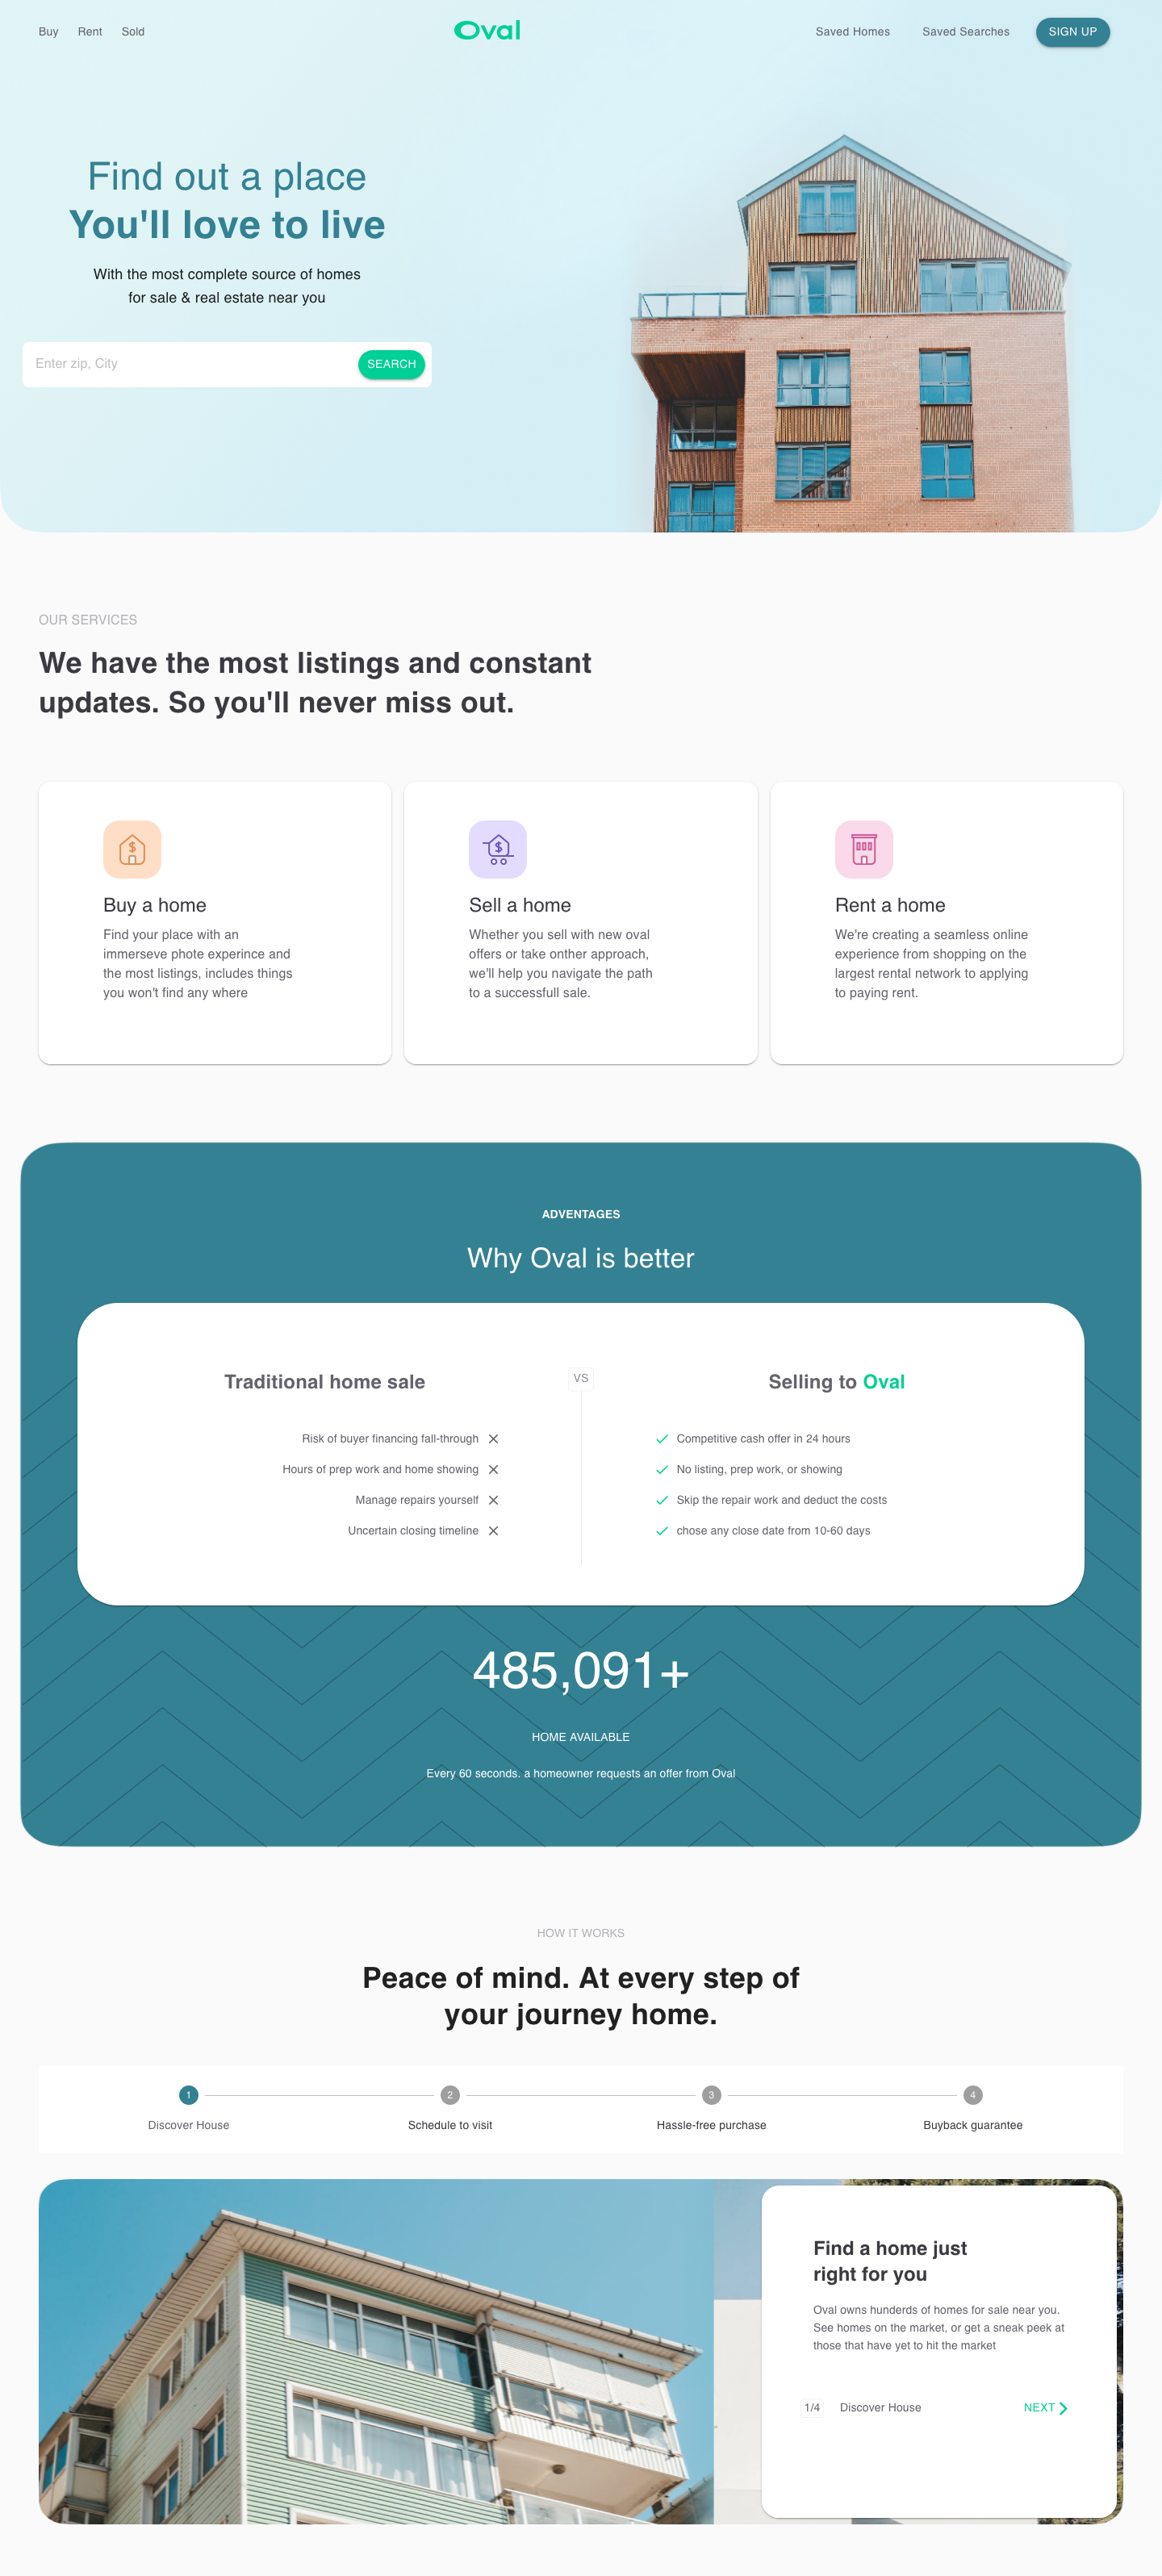 Buy Rent Sold Oval Saved Homes Saved Searches SIGN UP
Find out a place
You'll love to live
With the most complete source of homes
for sale & real estate near you
Enter zip, City SEARCH
OUR SERVICES
We have the most listings and constant
updates. So you'll never miss out.
$
Buy a home
Find your place with an
immerseve phote experince and
the most listings, includes things
you won't find any where
$
Sell a home
Whether you sell with new oval
offers or take onther approach,
we'll help you navigate the path
to a successfull sale.
Rent a home
We're creating a seamless online
experience from shopping on the
largest rental network to applying
to paying rent.
ADVENTAGES
Why Oval is better
Traditional home sale
Risk of buyer financing fall-through
Hours of prep work and home showing
Manage repairs yourself
Uncertain closing timeline
VS
Selling to Oval
Competitive cash offer in 24 hours
No listing, prep work, or showing
Skip the repair work and deduct the costs
chose any close date from 10-60 days
485,091+
HOME AVAILABLE
Every 60 seconds. a homeowner requests an offer from Oval
HOW IT WORKS
Peace of mind. At every step of
your journey home.
1 2 3 4
Discover House Schedule to visit Hassle-free purchase Buyback guarantee
Find a home just
right for you
Oval owns hunderds of homes for sale near you.
See homes on the market, or get a sneak peek at
those that have yet to hit the market
1/4 Discover House NEXT